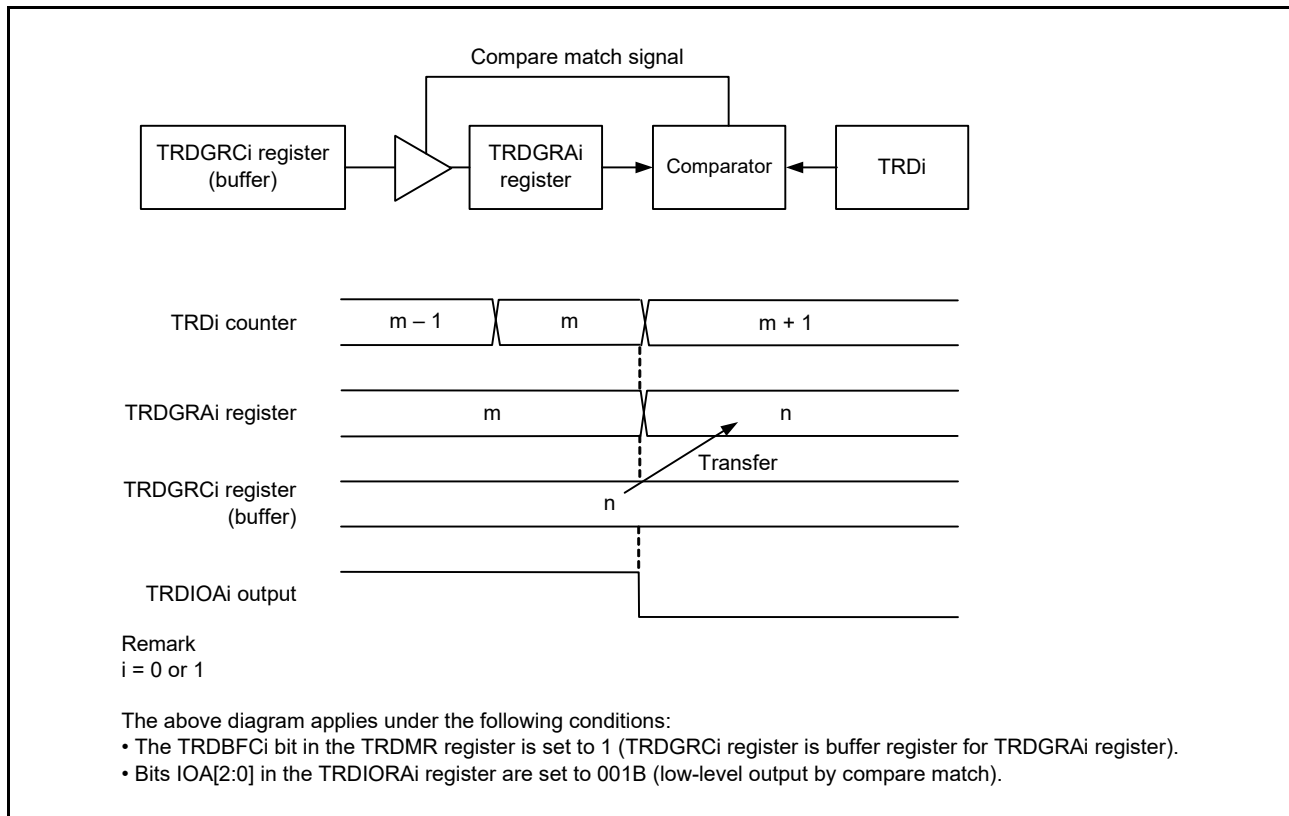 Compare match signal
TRDGRCi register
(buffer)
TRDGRAi
register
Comparator
TRDi
TRDi counter
m – 1
m
m + 1
TRDGRAi register
m
n
Transfer
TRDGRCi register
(buffer)
n
TRDIOAi output
Remark
i = 0 or 1
The above diagram applies under the following conditions:
• The TRDBFCi bit in the TRDMR register is set to 1 (TRDGRCi register is buffer register for TRDGRAi register).
• Bits IOA[2:0] in the TRDIORAi register are set to 001B (low-level output by compare match).